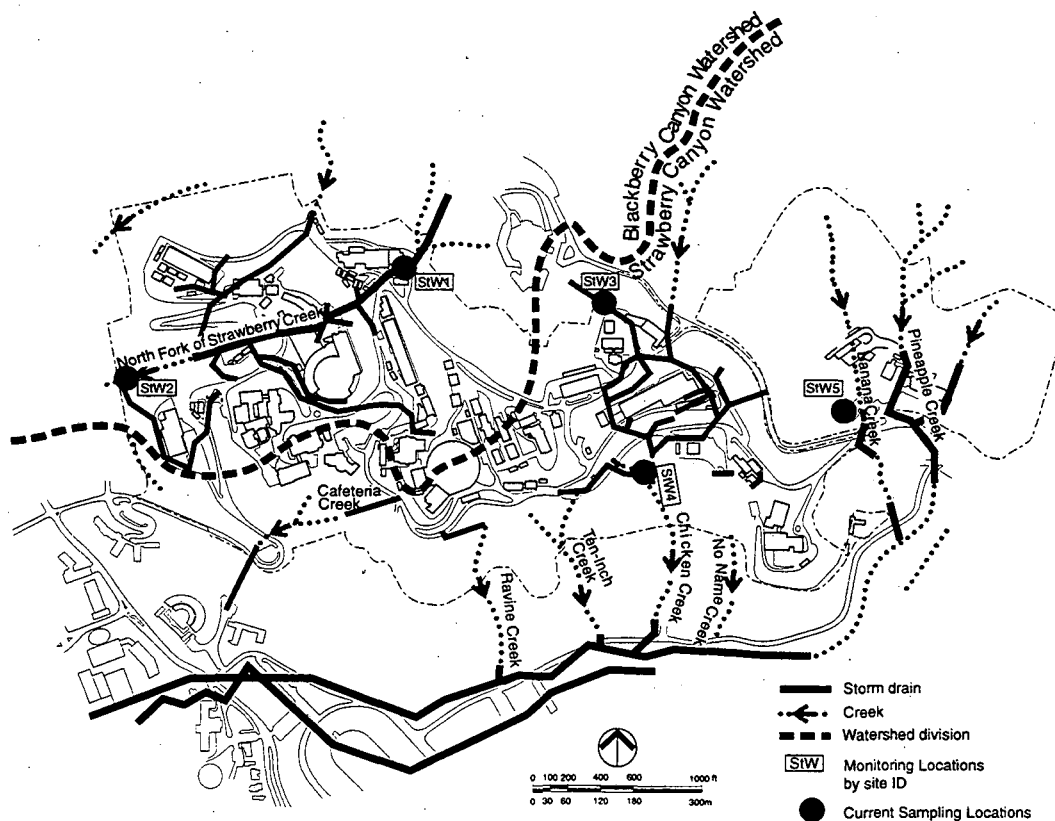 Blackberry Canyon Watershed
Strawberry Canyon Watershed
StW1
StW3
North Fork of Strawberry Creek
StW2
StW5
Banana Creek
Pineapple Creek
Cafeteria
Creek
StW4
Ten-Inch
Creek
Chicken Creek
No Name Creek
Ravine Creek
Storm drain
Creek
Watershed division
StW
Monitoring Locations
by site ID
Current Sampling Locations
0 100 200 400 600 1000 ft
0 30 60 120 180 300m